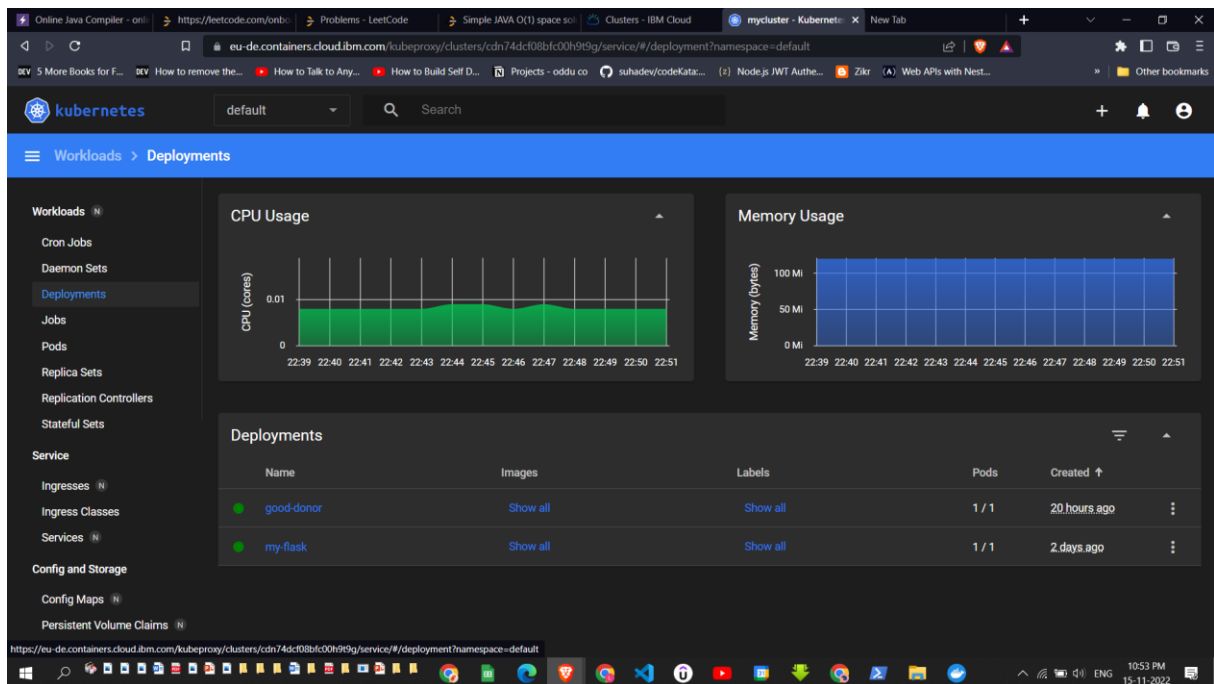 Online Java Compiler - onli
https://leetcode.com/onbo
Problems - LeetCode
Simple JAVA O(1) space sol
Clusters - IBM Cloud
mycluster - Kubernetes
New Tab
eu-de.containers.cloud.ibm.com/kubeproxy/clusters/cdn74dcf08bfc00h9t9g/service/#/deployment?namespace=default
DEV 5 More Books for F...
DEV How to remove the...
How to Talk to Any...
How to Build Self D...
Projects - oddu co
suhadev/codeKata:...
{z} Node.js JWT Authe...
Zikr
(A) Web APIs with Nest...
»
Other bookmarks
kubernetes
default
Search
Workloads > Deployments
Workloads N
Cron Jobs
Daemon Sets
Deployments
Jobs
Pods
Replica Sets
Replication Controllers
Stateful Sets
Service
Ingresses N
Ingress Classes
Services N
Config and Storage
Config Maps N
Persistent Volume Claims N
CPU Usage
CPU (cores)
0.01
0
22:39 22:40 22:41 22:42 22:43 22:44 22:45 22:46 22:47 22:48 22:49 22:50 22:51
Memory Usage
Memory (bytes)
100 Mi
50 Mi
0 Mi
22:39 22:40 22:41 22:42 22:43 22:44 22:45 22:46 22:47 22:48 22:49 22:50 22:51
Deployments
Name Images Labels Pods Created
good-donor Show all Show all 1 / 1 20 hours ago
my-flask Show all Show all 1 / 1 2 days ago
https://eu-de.containers.cloud.ibm.com/kubeproxy/clusters/cdn74dcf08bfc00h9t9g/service/#/deployment?namespace=default
ENG
10:53 PM
15-11-2022